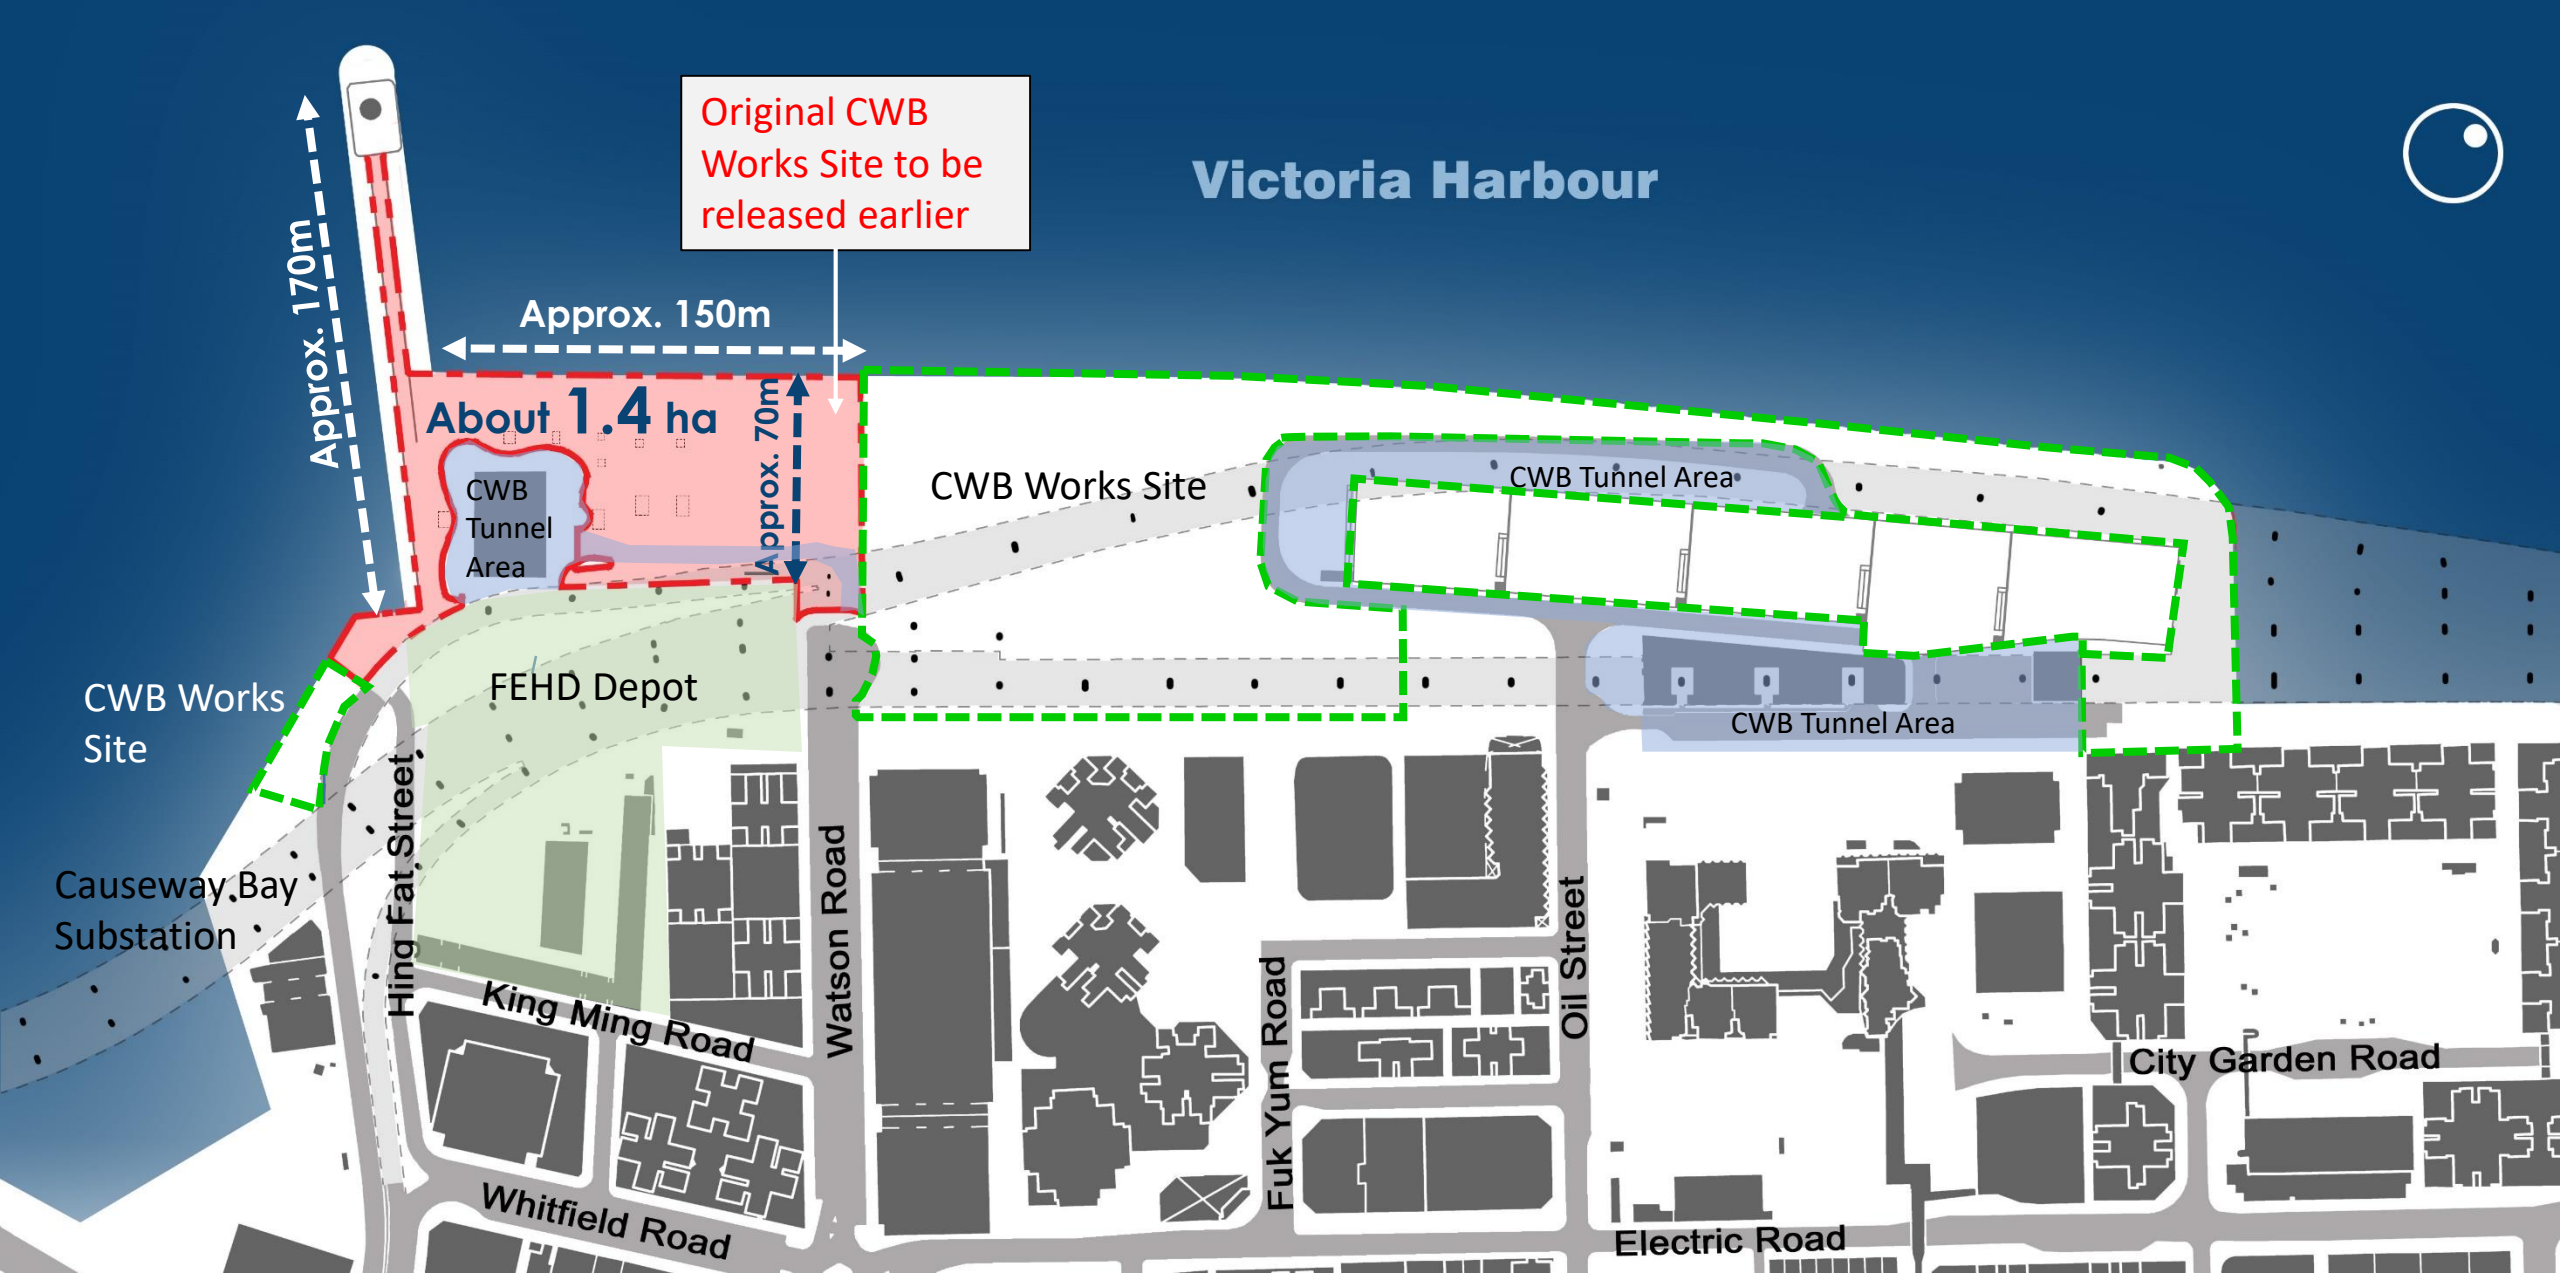 Original CWB
Works Site to be
released earlier
Victoria Harbour
Approx. 170m
Approx. 150m
About 1.4 ha
Approx. 70m
CWB
Tunnel
Area
CWB Works Site
CWB Tunnel Area
FEHD Depot
CWB Works
Site
CWB Tunnel Area
Causeway Bay
Substation
Hing Fat Street
Watson Road
King Ming Road
Fuk Yum Road
Oil Street
City Garden Road
Whitfield Road
Electric Road